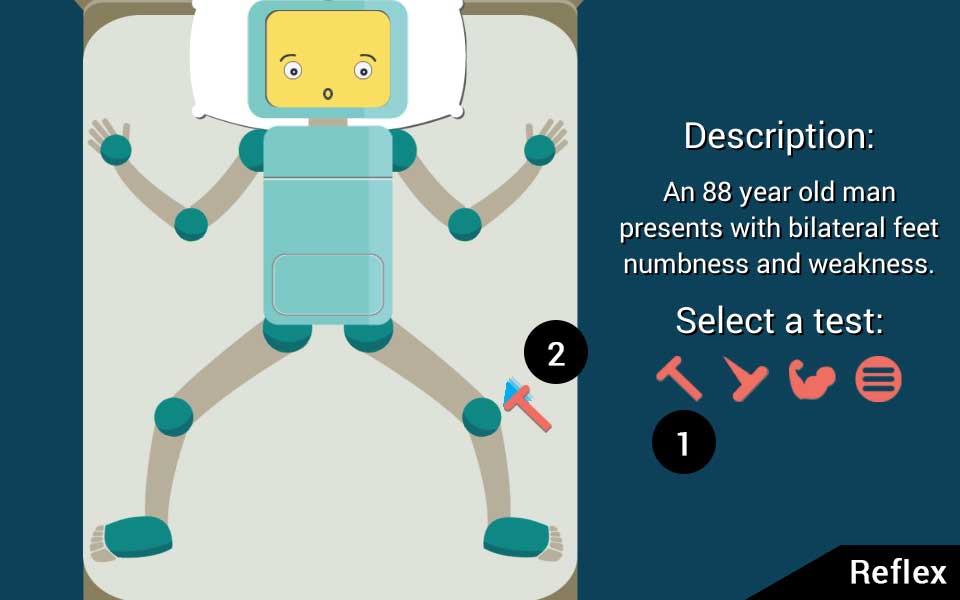 Description:
An 88 year old man
presents with bilateral feet
numbness and weakness.
Select a test:
2
1
Reflex